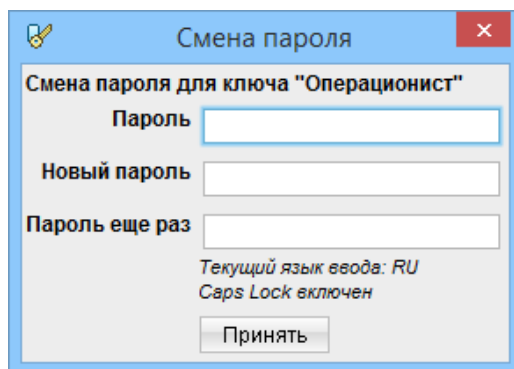 Смена пароля
Смена пароля для ключа "Операционист"
Пароль
Новый пароль
Пароль еще раз
Текущий язык ввода: RU
Caps Lock включен
Принять